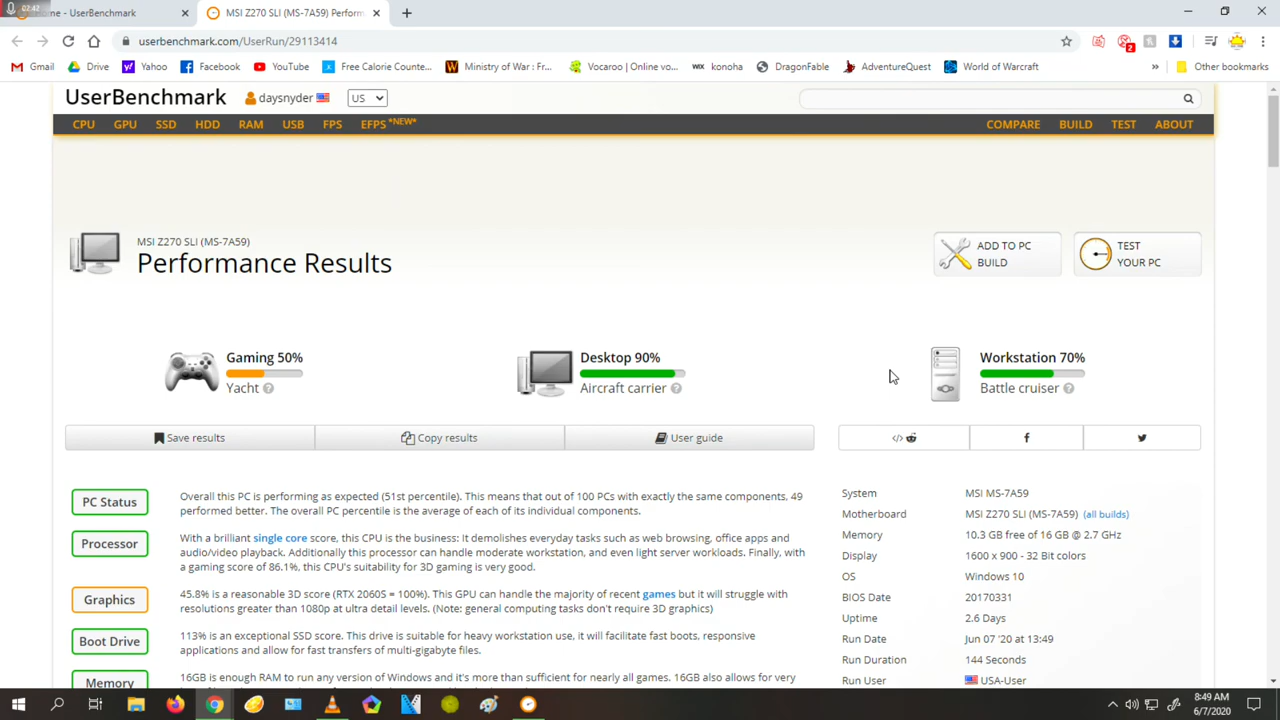 02:42
me - UserBenchmark
MSI Z270 SLI (MS-7A59) Perform
userbenchmark.com/UserRun/29113414
2
Gmail Drive Yahoo Facebook YouTube Free Calorie Counte... Ministry of War : Fr... Vocaroo | Online vo... WIX konoha DragonFable AdventureQuest World of Warcraft » Other bookmarks
UserBenchmark daysnyder US
CPU GPU SSD HDD RAM USB FPS EFPS *NEW* COMPARE BUILD TEST ABOUT
MSI Z270 SLI (MS-7A59)
Performance Results
ADD TO PC
BUILD
TEST
YOUR PC
Gaming 50%
Yacht ?
Desktop 90%
Aircraft carrier ?
Workstation 70%
Battle cruiser ?
Save results Copy results User guide
PC Status
Overall this PC is performing as expected (51st percentile). This means that out of 100 PCs with exactly the same components, 49
performed better. The overall PC percentile is the average of each of its individual components.
Processor
With a brilliant single core score, this CPU is the business: It demolishes everyday tasks such as web browsing, office apps and
audio/video playback. Additionally this processor can handle moderate workstation, and even light server workloads. Finally, with
a gaming score of 86.1%, this CPU's suitability for 3D gaming is very good.
Graphics
45.8% is a reasonable 3D score (RTX 2060S = 100%). This GPU can handle the majority of recent games but it will struggle with
resolutions greater than 1080p at ultra detail levels. (Note: general computing tasks don't require 3D graphics)
Boot Drive
113% is an exceptional SSD score. This drive is suitable for heavy workstation use, it will facilitate fast boots, responsive
applications and allow for fast transfers of multi-gigabyte files.
Memory
16GB is enough RAM to run any version of Windows and it's more than sufficient for nearly all games. 16GB also allows for very
System MSI MS-7A59
Motherboard MSI Z270 SLI (MS-7A59) (all builds)
Memory 10.3 GB free of 16 GB @ 2.7 GHz
Display 1600 x 900 - 32 Bit colors
OS Windows 10
BIOS Date 20170331
Uptime 2.6 Days
Run Date Jun 07 '20 at 13:49
Run Duration 144 Seconds
Run User USA-User
8:49 AM
6/7/2020